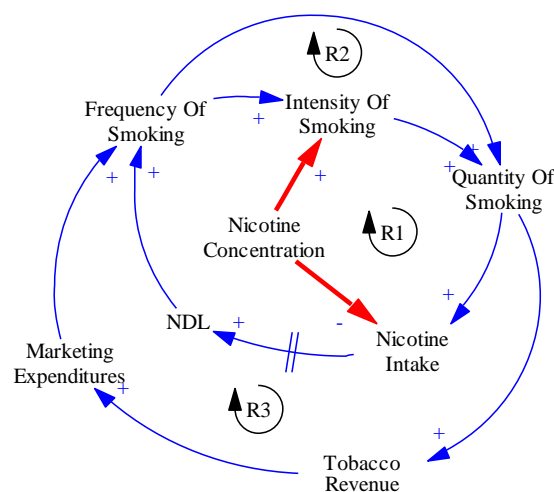 R2
Frequency Of
Smoking
Intensity Of
Smoking
+
+
+
+
+
+
Quantity Of
Smoking
Nicotine
Concentration
R1
+
NDL
+
-
Nicotine
Intake
Marketing
Expenditures
+
R3
+
Tobacco
Revenue